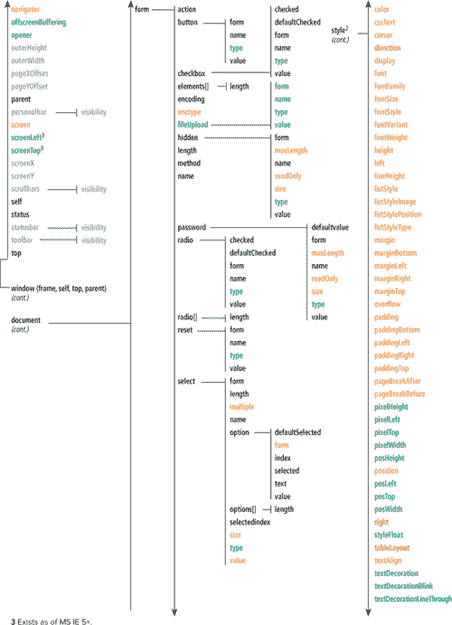 navigator
offscreenBuffering
opener
outerHeight
outerWidth
pageXOffset
pageYOffset
parent
personalbar visibility
screen
screenLeft3
screenTop3
screenX
screenY
scrollbars visibility
self
status
statusbar visibility
toolbar visibility
top
window (frame, self, top, parent)
(cont.)
document
(cont.)
form
action
button
form
name
type
value
checkbox
checked
defaultChecked
form
name
type
value
elements[] length
encoding
enctype
fileUpload
form
name
type
value
hidden
length
method
name
form
maxLength
name
readOnly
size
type
value
password
defaultvalue
form
maxLength
name
readOnly
size
type
value
radio
checked
defaultChecked
form
name
type
value
radio[] length
reset
form
name
type
value
select
form
length
multiple
name
option
defaultSelected
form
index
selected
text
value
options[] length
selectedindex
size
type
value
style2
(cont.)
color
cssText
cursor
direction
display
font
fontFamily
fontSize
fontStyle
fontVariant
fontWeight
height
left
lineHeight
listStyle
listStyleImage
listStylePosition
listStyleType
margin
marginBottom
marginLeft
marginRight
marginTop
overflow
padding
paddingBottom
paddingLeft
paddingRight
paddingTop
pageBreakAfter
pageBreakBefore
pixelHeight
pixelLeft
pixelTop
pixelWidth
posHeight
position
posLeft
posTop
posWidth
right
styleFloat
tableLayout
textAlign
textDecoration
textDecorationBlink
textDecorationLineThrough
3 Exists as of MS IE 5+.